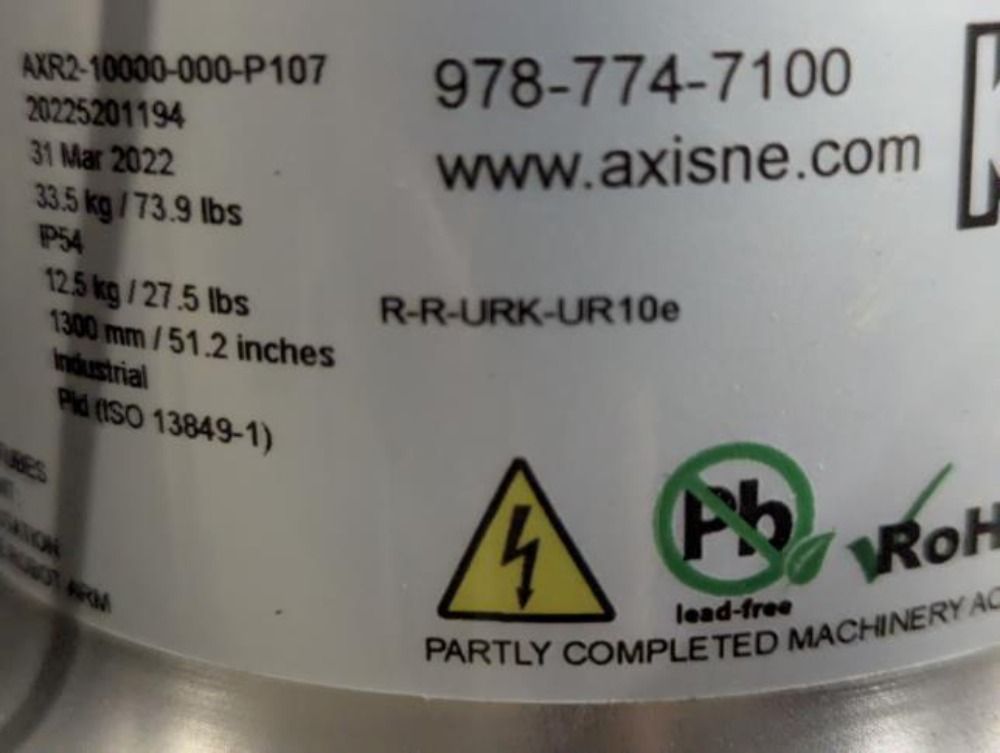 AXR2-10000-000-P107
20225201194
31 Mar 2022
33.5 kg / 73.9 lbs
IP54
12.5 kg / 27.5 lbs
1300 mm / 51.2 inches
Industrial
Pld (ISO 13849-1)
978-774-7100
www.axisne.com
R-R-URK-UR10e
ARM
Pb
lead-free
RoH
PARTLY COMPLETED MACHINERY AC